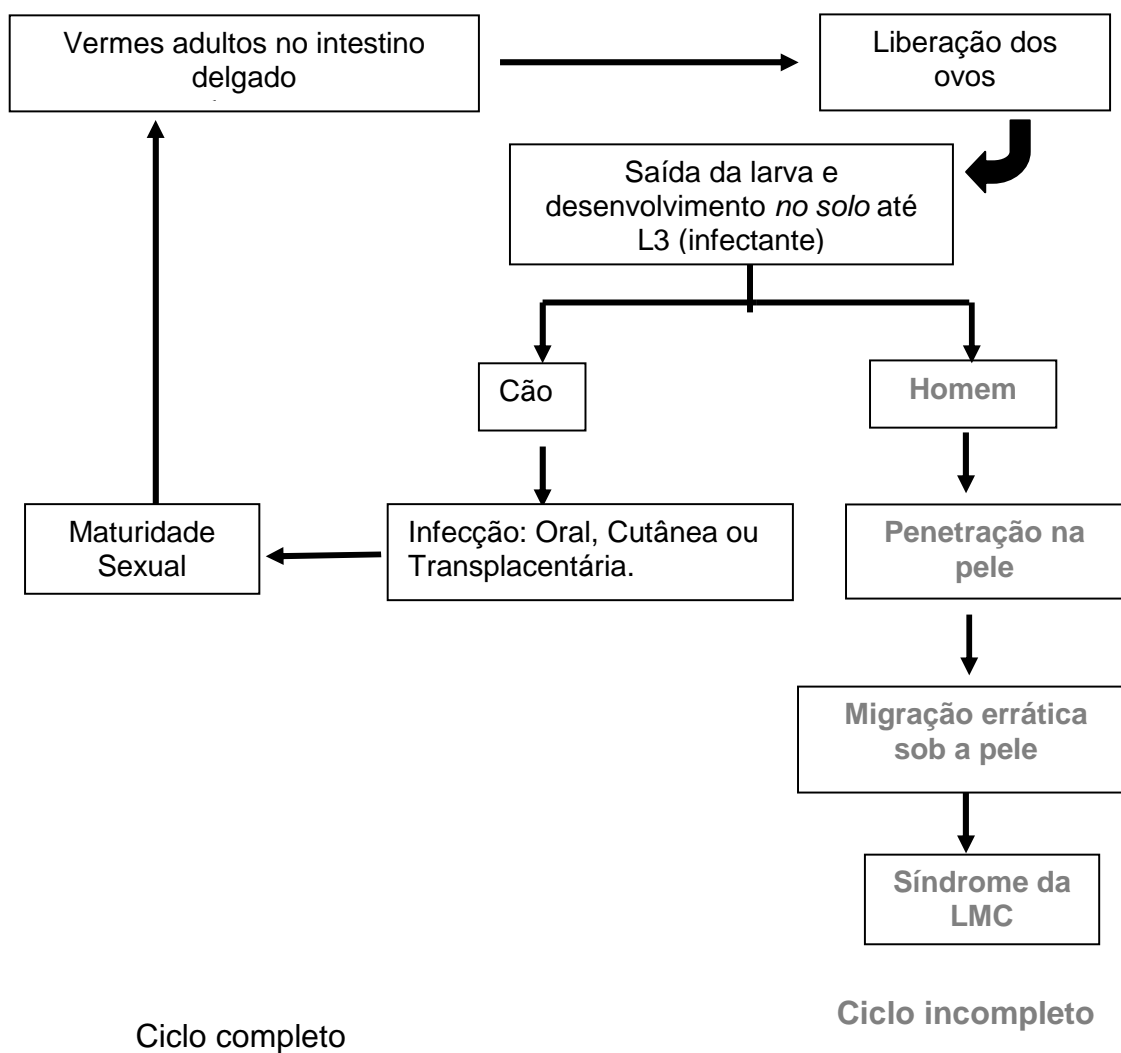 Vermes adultos no intestino
delgado
Liberação dos
ovos
Saída da larva e
desenvolvimento no solo até
L3 (infectante)
Cão
Homem
Maturidade
Sexual
Infecção: Oral, Cutânea ou
Transplacentária.
Penetração na
pele
Migração errática
sob a pele
Síndrome da
LMC
Ciclo incompleto
Ciclo completo